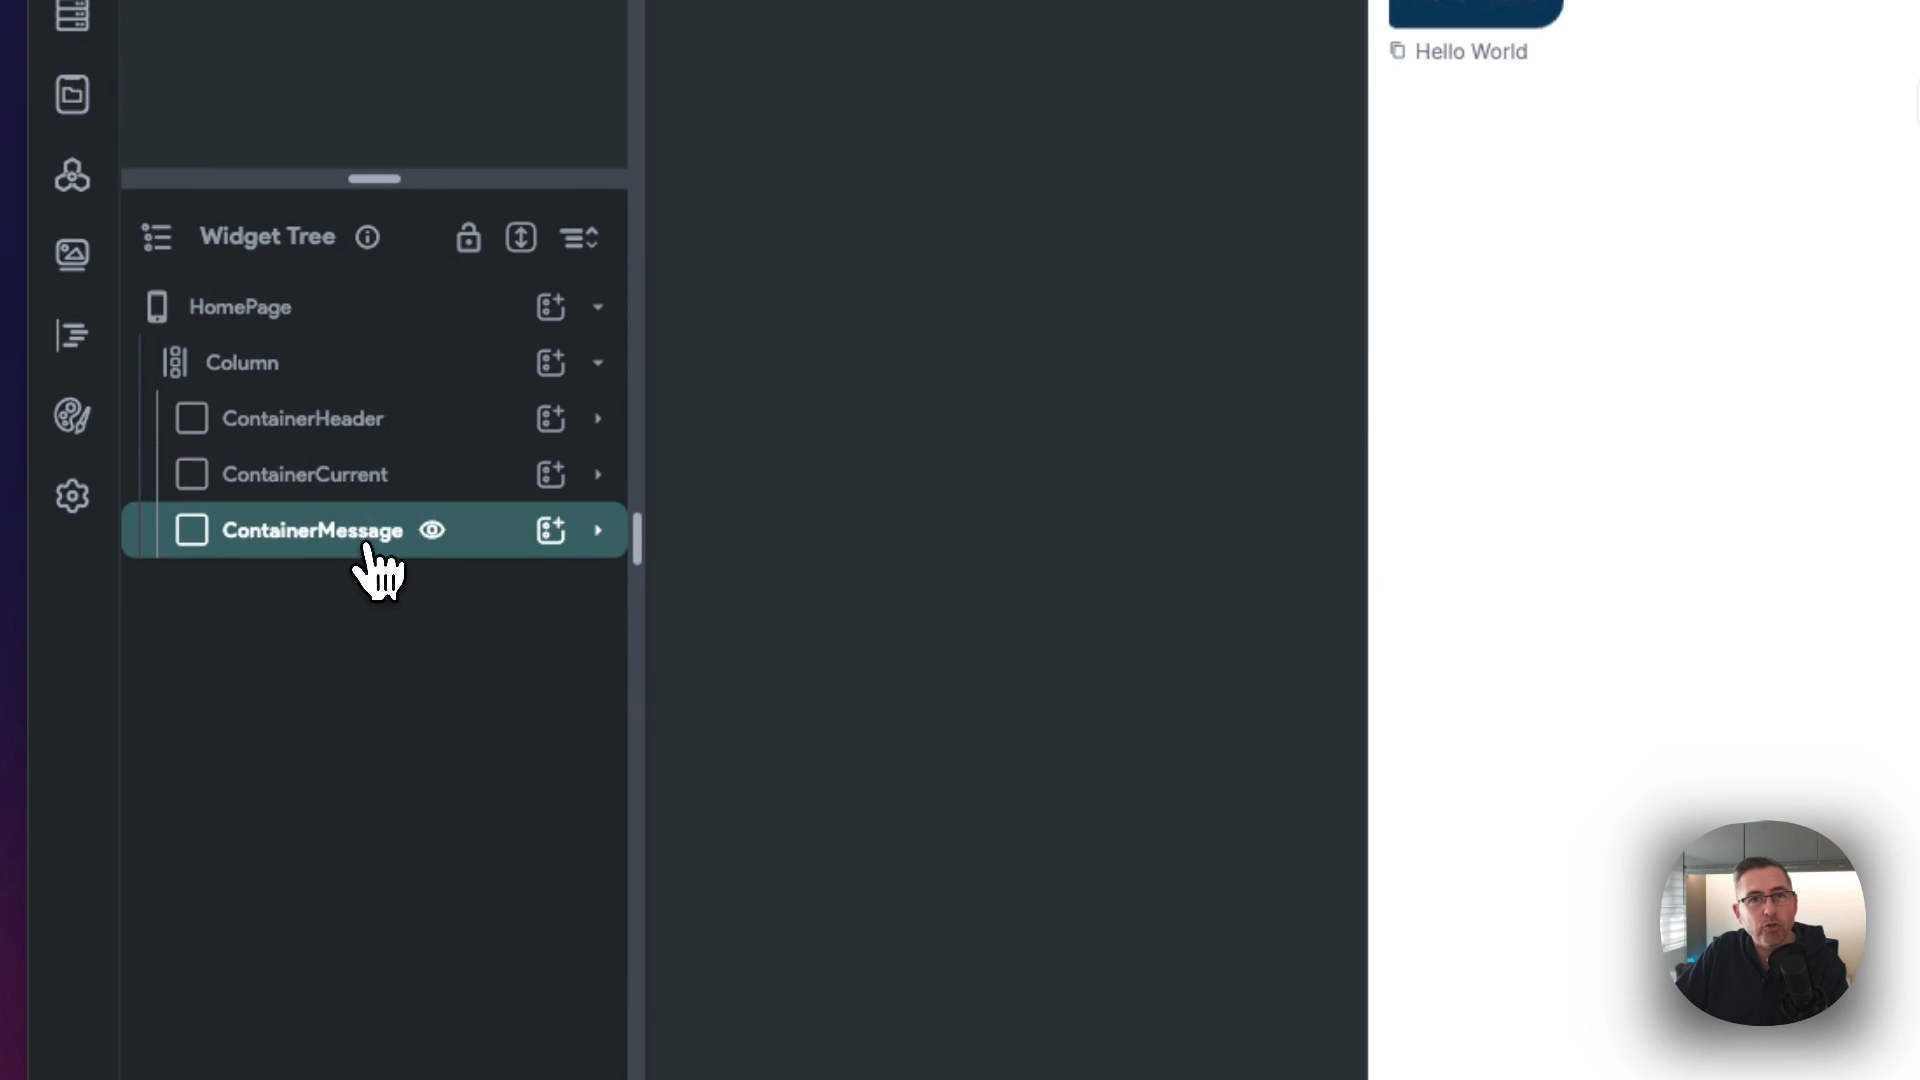 Hello World
Widget Tree
HomePage
Column
ContainerHeader
ContainerCurrent
ContainerMessage